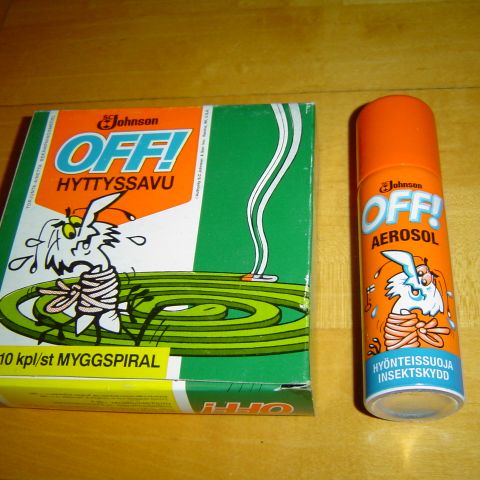 Johnson
OFF!
HYTTYSSAVU
10 kpl/st MYGGSPIRAL
OFF!
Johnson
OFF!
AEROSOL
HYÖNTEISSUOJA
INSEKTSKYDD